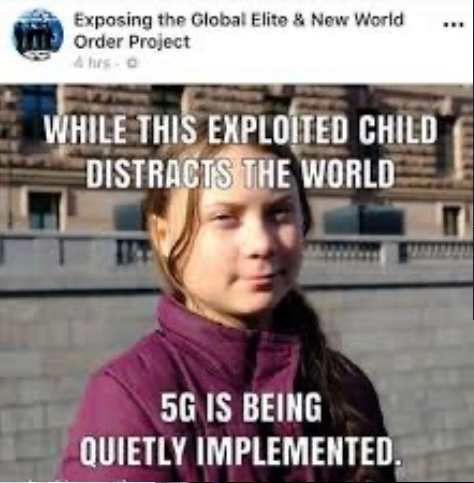 Exposing the Global Elite & New World
Order Project
4 hrs ·
WHILE THIS EXPLOITED CHILD
DISTRACTS THE WORLD
5G IS BEING
QUIETLY IMPLEMENTED.